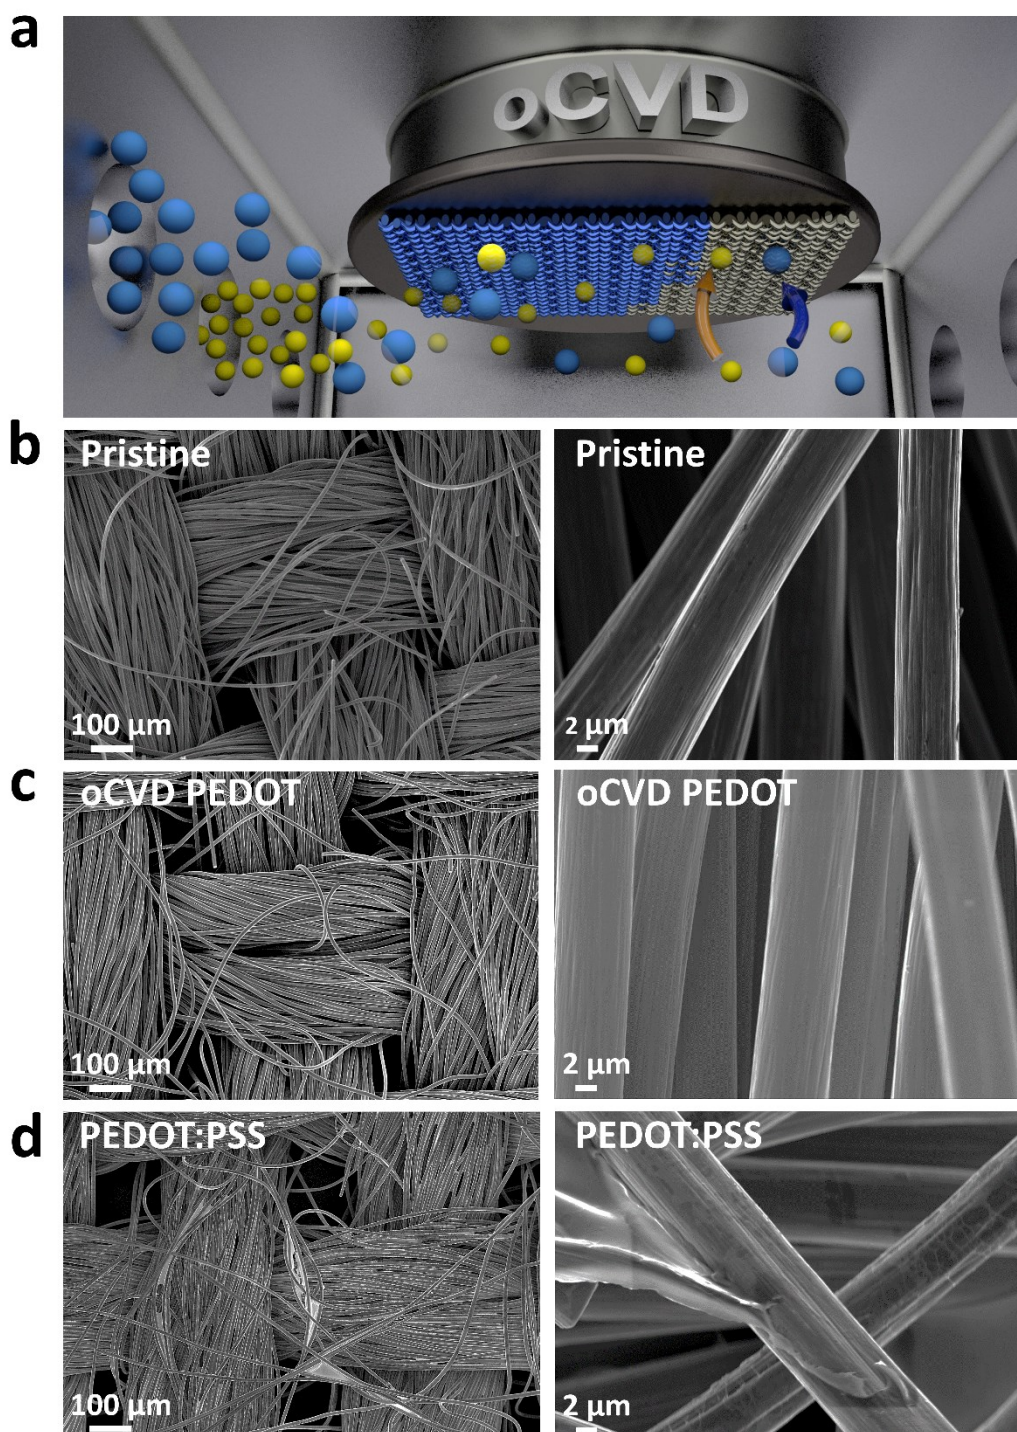 a
oCVD
b
Pristine
100 µm
Pristine
2 µm
c
oCVD PEDOT
100 µm
oCVD PEDOT
2 µm
d
PEDOT:PSS
100 µm
PEDOT:PSS
2 µm